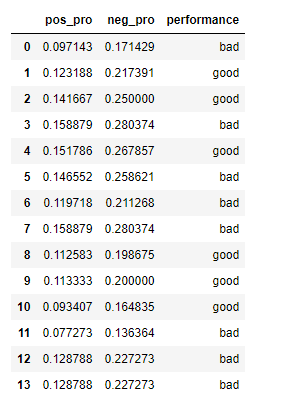 pos_pro neg_pro performance
0 0.097143 0.171429 bad
1 0.123188 0.217391 good
2 0.141667 0.250000 good
3 0.158879 0.280374 bad
4 0.151786 0.267857 good
5 0.146552 0.258621 bad
6 0.119718 0.211268 bad
7 0.158879 0.280374 bad
8 0.112583 0.198675 good
9 0.113333 0.200000 good
10 0.093407 0.164835 good
11 0.077273 0.136364 bad
12 0.128788 0.227273 bad
13 0.128788 0.227273 bad